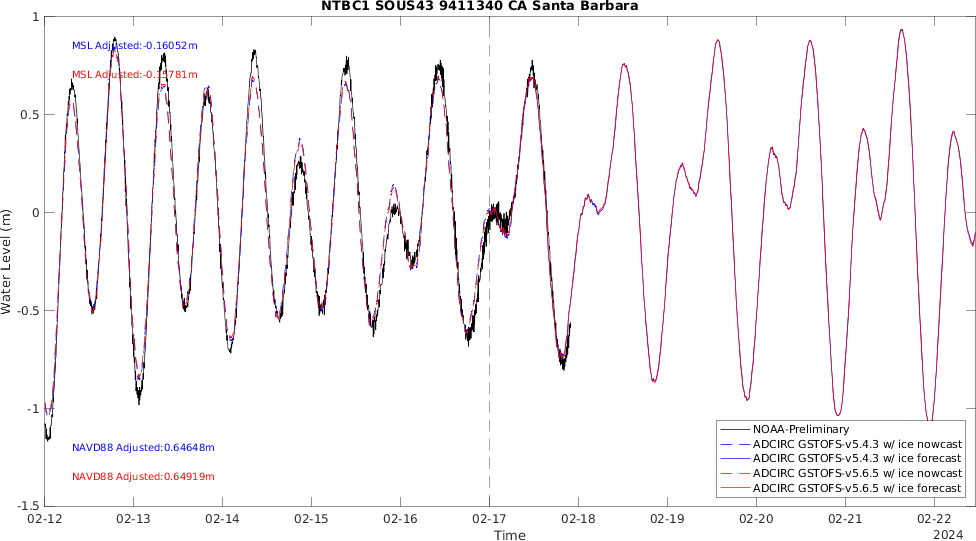 NTBC1 SOUS43 9411340 CA Santa Barbara
1
0.5
0
-0.5
-1
-1.5
Water Level (m)
MSL Adjusted:-0.16052m
MSL Adjusted:-0.15781m
NAVD88 Adjusted:0.64648m
NAVD88 Adjusted:0.64919m
NOAA-Preliminary
ADCIRC GSTOFS-v5.4.3 w/ ice nowcast
ADCIRC GSTOFS-v5.4.3 w/ ice forecast
ADCIRC GSTOFS-v5.6.5 w/ ice nowcast
ADCIRC GSTOFS-v5.6.5 w/ ice forecast
02-12 02-13 02-14 02-15 02-16 02-17 02-18 02-19 02-20 02-21 02-22
Time
2024